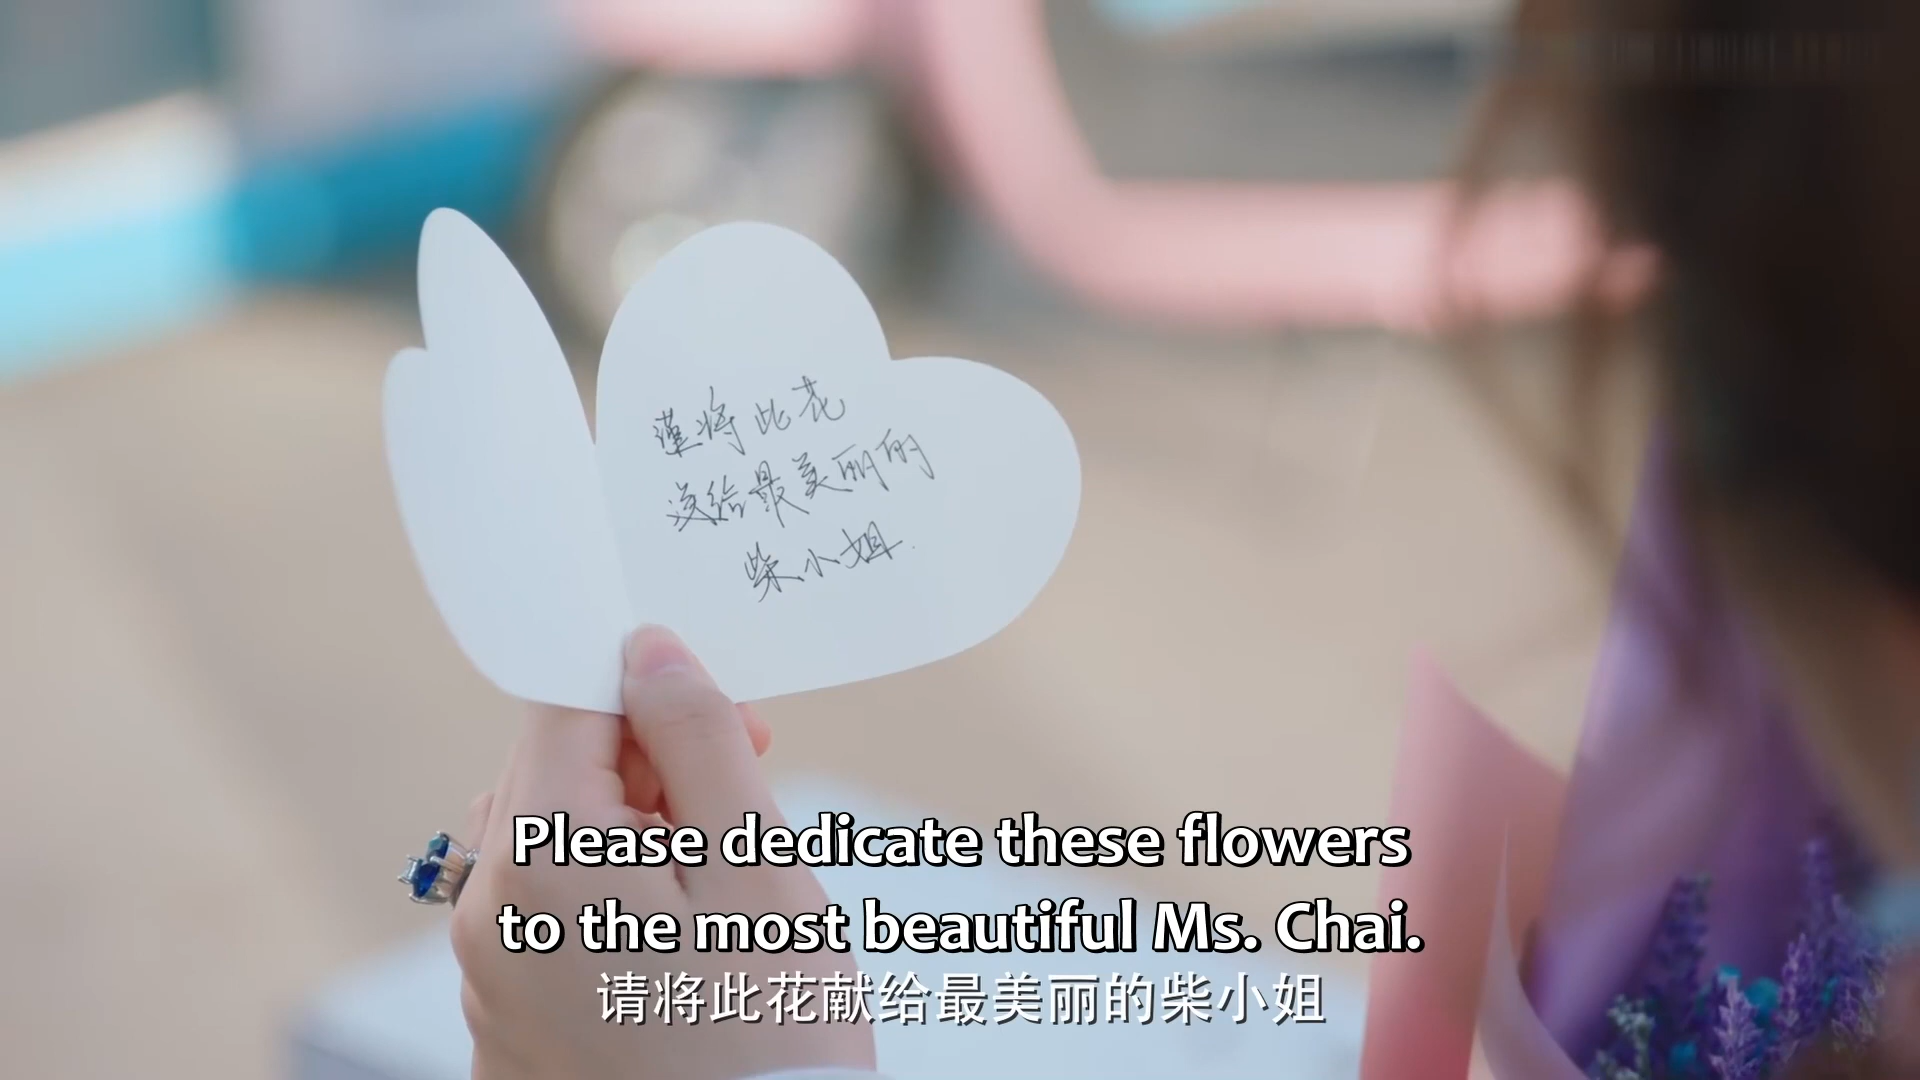 谨将此花
送给最美丽的
柴小姐.
Please dedicate these flowers
to the most beautiful Ms. Chai.
请将此花献给最美丽的柴小姐